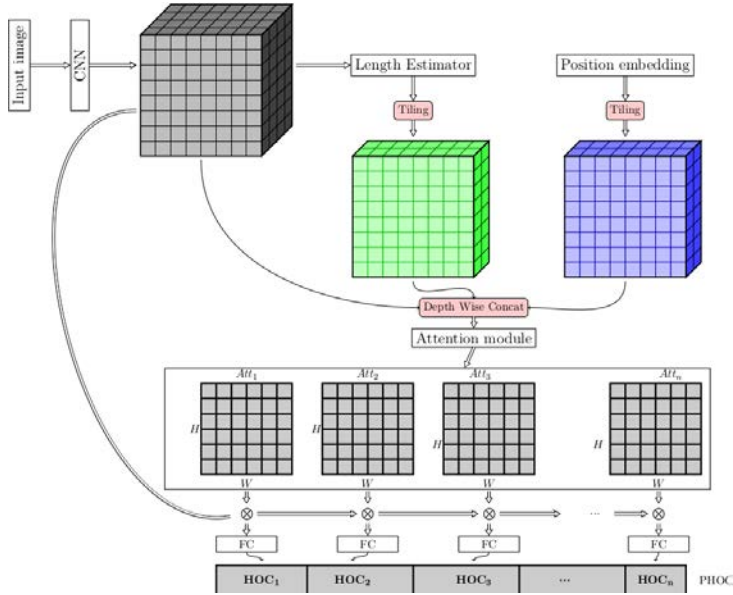 Input image
CNN
Length Estimator
Position embedding
Tiling
Tiling
Depth Wise Concat
Attention module
Att₁ Att₂ Att₃ Attₙ
H H H H
W W W W
⊗ ⊗ ⊗ ... ⊗
FC FC FC FC
HOC₁ HOC₂ HOC₃ ... HOCₙ PHOC